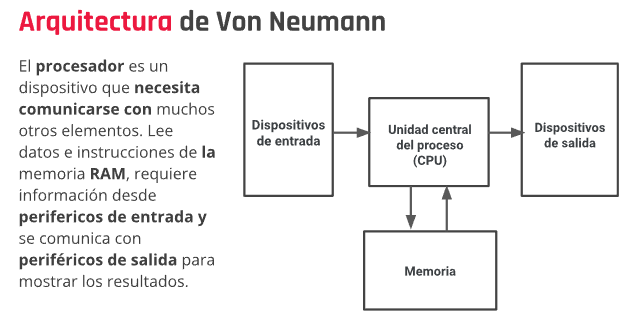 Arquitectura de Von Neumann
El procesador es un
dispositivo que necesita
comunicarse con muchos
otros elementos. Lee
datos e instrucciones de la
memoria RAM, requiere
información desde
perifericos de entrada y
se comunica con
periféricos de salida para
mostrar los resultados.
Dispositivos
de entrada
Unidad central
del proceso
(CPU)
Dispositivos
de salida
Memoria